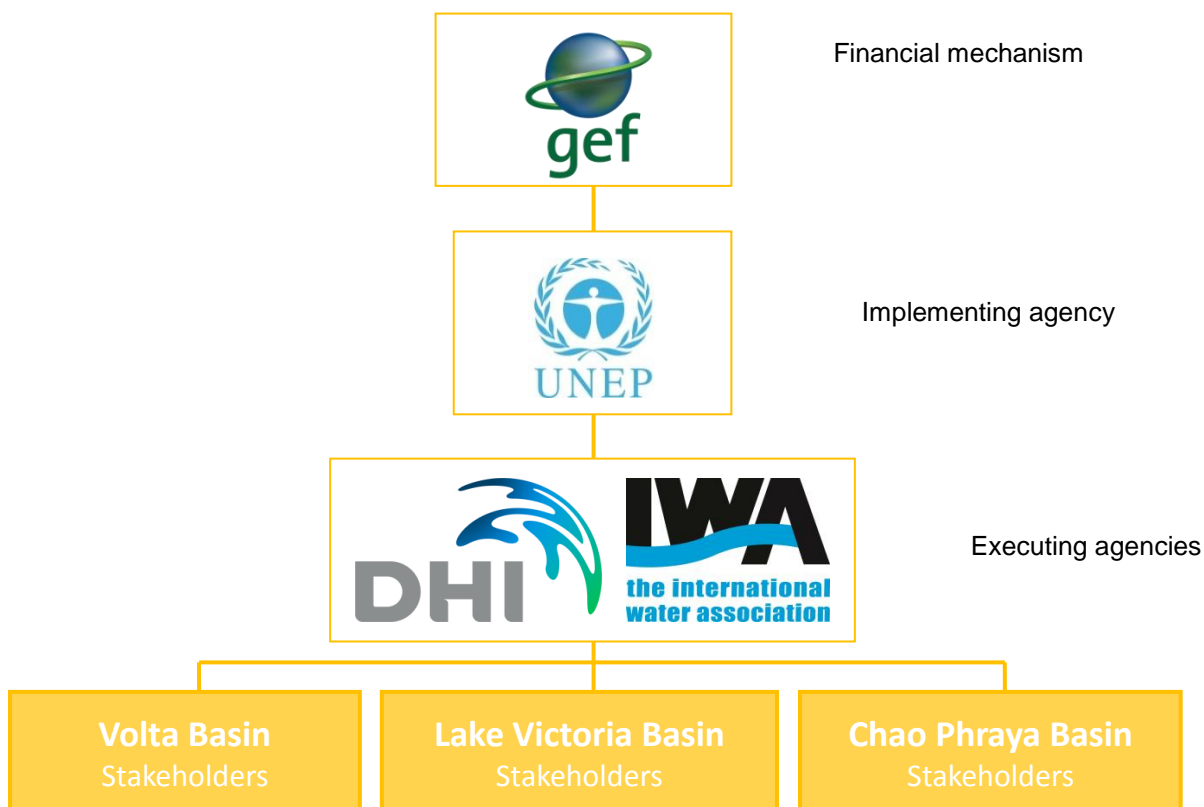 gef
Financial mechanism
UNEP
Implementing agency
DHI
IWA
the international
water association
Executing agencies
Volta Basin
Stakeholders
Lake Victoria Basin
Stakeholders
Chao Phraya Basin
Stakeholders